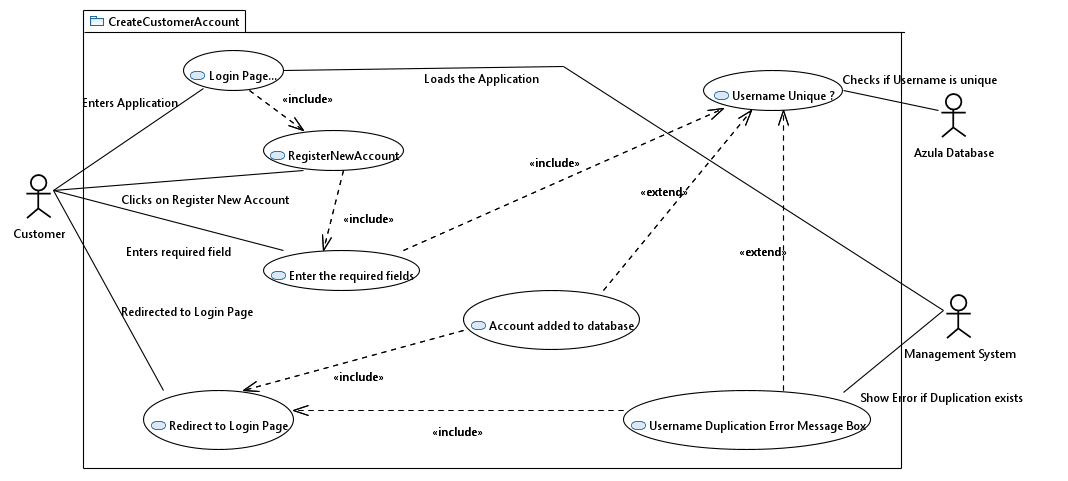 CreateCustomerAccount
Login Page...
Loads the Application
Checks if Username is unique
Enters Application
«include»
Username Unique ?
Azula Database
RegisterNewAccount
«include»
Clicks on Register New Account
«extend»
«include»
Customer
Enters required field
«extend»
Enter the required fields
Redirected to Login Page
Account added to database
Management System
«include»
Show Error if Duplication exists
Redirect to Login Page
«include»
Username Duplication Error Message Box